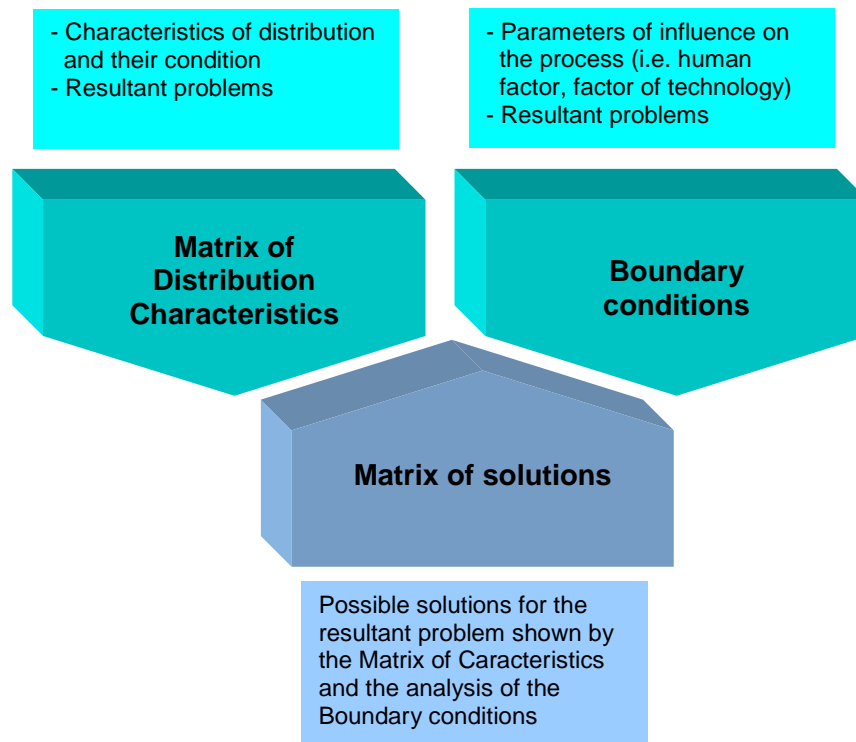 - Characteristics of distribution
and their condition
- Resultant problems
- Parameters of influence on
the process (i.e. human
factor, factor of technology)
- Resultant problems
Matrix of
Distribution
Characteristics
Boundary
conditions
Matrix of solutions
Possible solutions for the
resultant problem shown by
the Matrix of Caracteristics
and the analysis of the
Boundary conditions